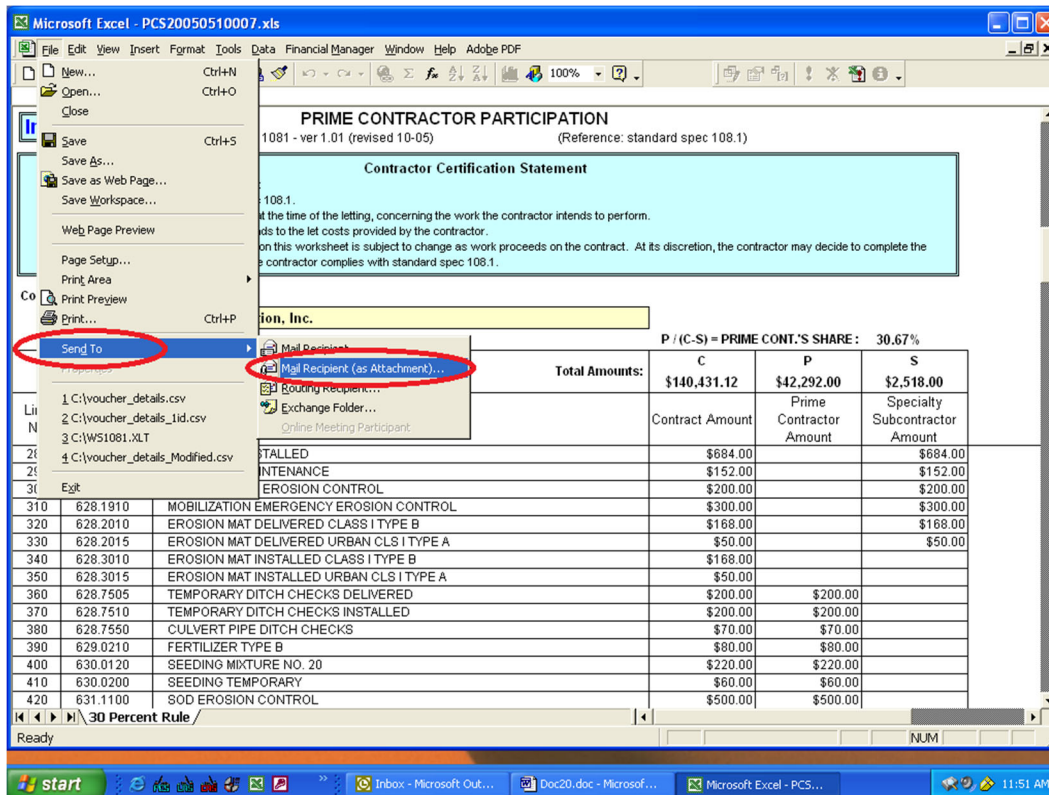 Microsoft Excel - PCS20050510007.xls
File Edit View Insert Format Tools Data Financial Manager Window Help Adobe PDF
100%
New... Ctrl+N
Open... Ctrl+O
Close
Save Ctrl+S
Save As...
Save as Web Page...
Save Workspace...
Web Page Preview
Page Setup...
Print Area
Print Preview
Print... Ctrl+P
Send To
Properties
1 C:\voucher_details.csv
2 C:\voucher_details_1id.csv
3 C:\WS1081.XLT
4 C:\voucher_details_Modified.csv
Exit
Mail Recipient
Mail Recipient (as Attachment)...
Routing Recipient...
Exchange Folder...
Online Meeting Participant
PRIME CONTRACTOR PARTICIPATION
1081 - ver 1.01 (revised 10-05) (Reference: standard spec 108.1)
Contractor Certification Statement
108.1.
at the time of the letting, concerning the work the contractor intends to perform.
ds to the let costs provided by the contractor.
on this worksheet is subject to change as work proceeds on the contract. At its discretion, the contractor may decide to complete the
e contractor complies with standard spec 108.1.
Co
tion, Inc.
P / (C-S) = PRIME CONT.'S SHARE: 30.67%
Total Amounts: C P S
$140,431.12 $42,292.00 $2,518.00
Contract Amount Prime Contractor Amount Specialty Subcontractor Amount
STALLED $684.00 $684.00
INTENANCE $152.00 $152.00
EROSION CONTROL $200.00 $200.00
310 628.1910 MOBILIZATION EMERGENCY EROSION CONTROL $300.00 $300.00
320 628.2010 EROSION MAT DELIVERED CLASS I TYPE B $168.00 $168.00
330 628.2015 EROSION MAT DELIVERED URBAN CLS I TYPE A $50.00 $50.00
340 628.3010 EROSION MAT INSTALLED CLASS I TYPE B $168.00
350 628.3015 EROSION MAT INSTALLED URBAN CLS I TYPE A $50.00
360 628.7505 TEMPORARY DITCH CHECKS DELIVERED $200.00 $200.00
370 628.7510 TEMPORARY DITCH CHECKS INSTALLED $200.00 $200.00
380 628.7550 CULVERT PIPE DITCH CHECKS $70.00 $70.00
390 629.0210 FERTILIZER TYPE B $80.00 $80.00
400 630.0120 SEEDING MIXTURE NO. 20 $220.00 $220.00
410 630.0200 SEEDING TEMPORARY $60.00 $60.00
420 631.1100 SOD EROSION CONTROL $500.00 $500.00
30 Percent Rule
Ready NUM
start Inbox - Microsoft Out... Doc20.doc - Microsof... Microsoft Excel - PCS... 11:51 AM